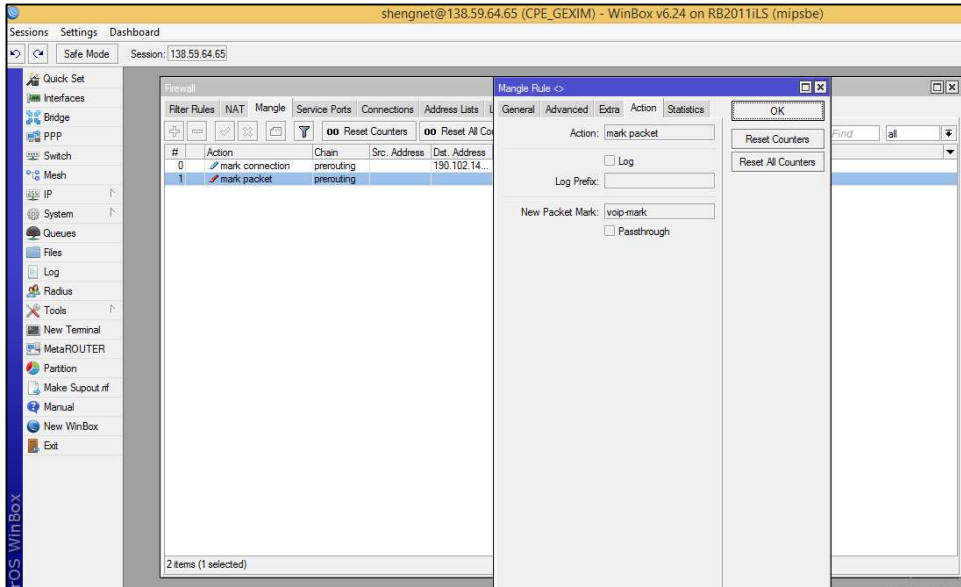 shengnet@138.59.64.65 (CPE_GEXIM) - WinBox v6.24 on RB2011iLS (mipsbe)
Sessions Settings Dashboard
Safe Mode Session: 138.59.64.65
Quick Set
Interfaces
Bridge
PPP
Switch
Mesh
IP
System
Queues
Files
Log
Radius
Tools
New Terminal
MetaROUTER
Partition
Make Supout.rif
Manual
New WinBox
Exit
rOS WinBox
Firewall
Filter Rules NAT Mangle Service Ports Connections Address Lists L
00 Reset Counters 00 Reset All Co
Find all
# Action Chain Src. Address Dst. Address
0 mark connection prerouting 190.102.14...
1 mark packet prerouting
2 items (1 selected)
Mangle Rule <>
General Advanced Extra Action Statistics
Action: mark packet
Log
Log Prefix:
New Packet Mark: voip-mark
Passthrough
OK
Reset Counters
Reset All Counters